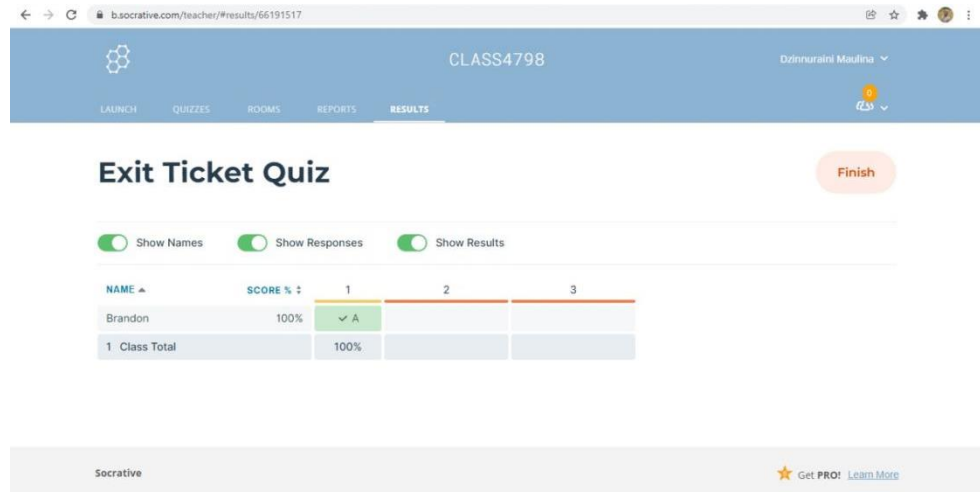 b.socrative.com/teacher/#results/66191517
CLASS4798
Dzinnuraini Maulina
LAUNCH QUIZZES ROOMS REPORTS RESULTS
0
Exit Ticket Quiz
Finish
Show Names Show Responses Show Results
NAME SCORE % 1 2 3
Brandon 100% ✓ A
1 Class Total 100%
Socrative
Get PRO! Learn More